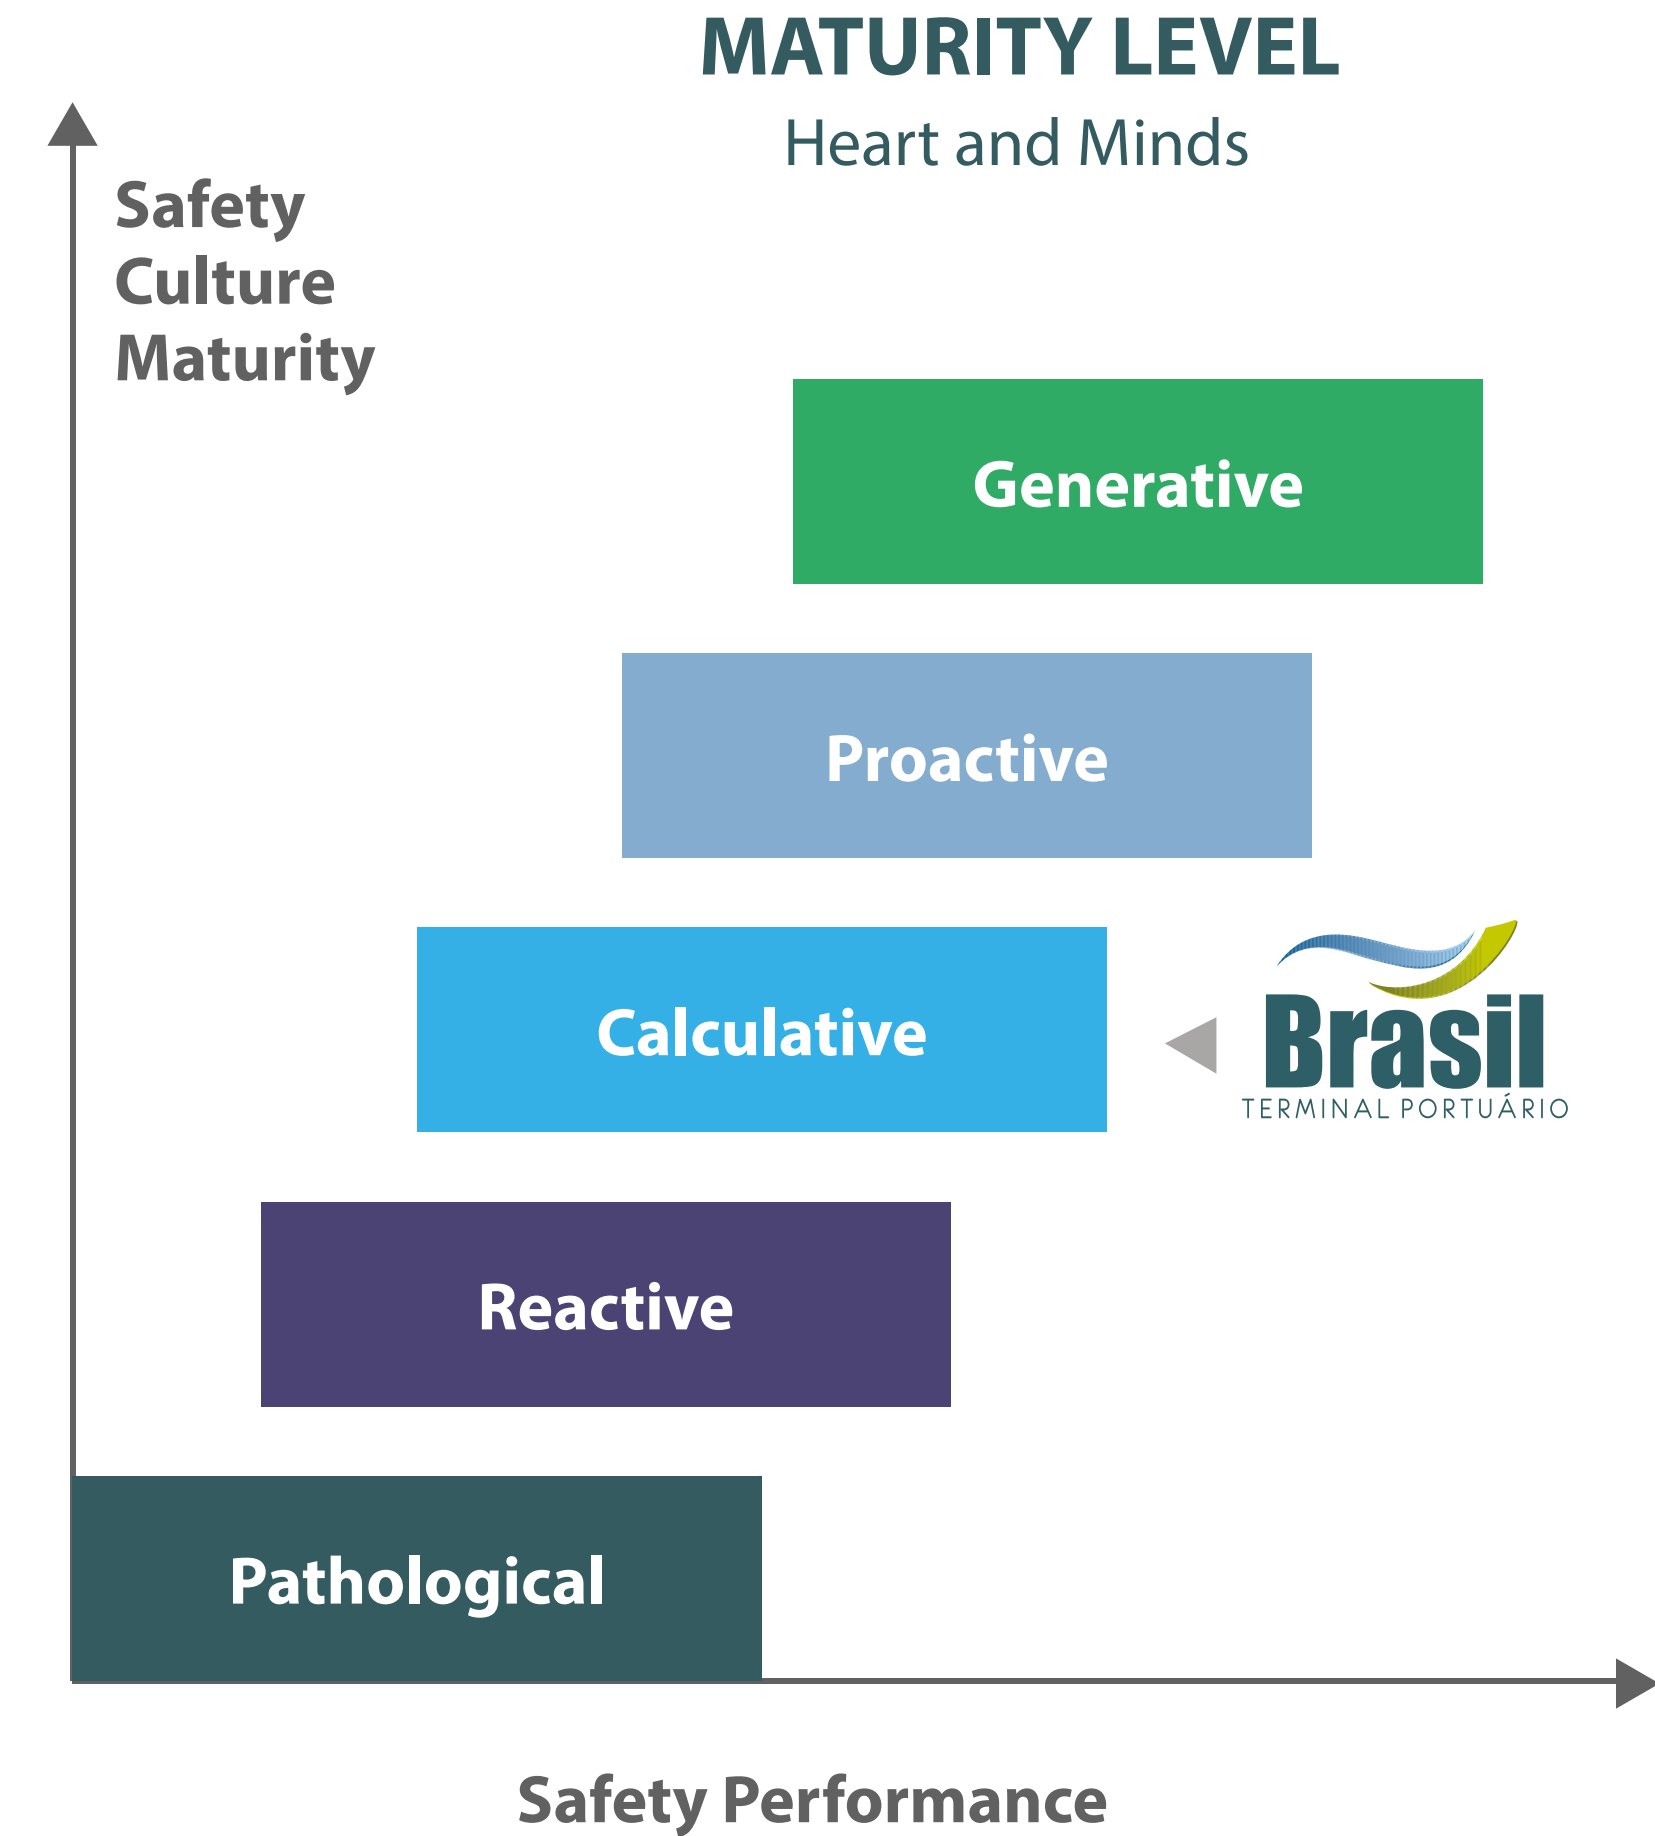 MATURITY LEVEL
Heart and Minds
Safety
Culture
Maturity
Generative
Proactive
Calculative
Brasil
TERMINAL PORTUÁRIO
Reactive
Pathological
Safety Performance